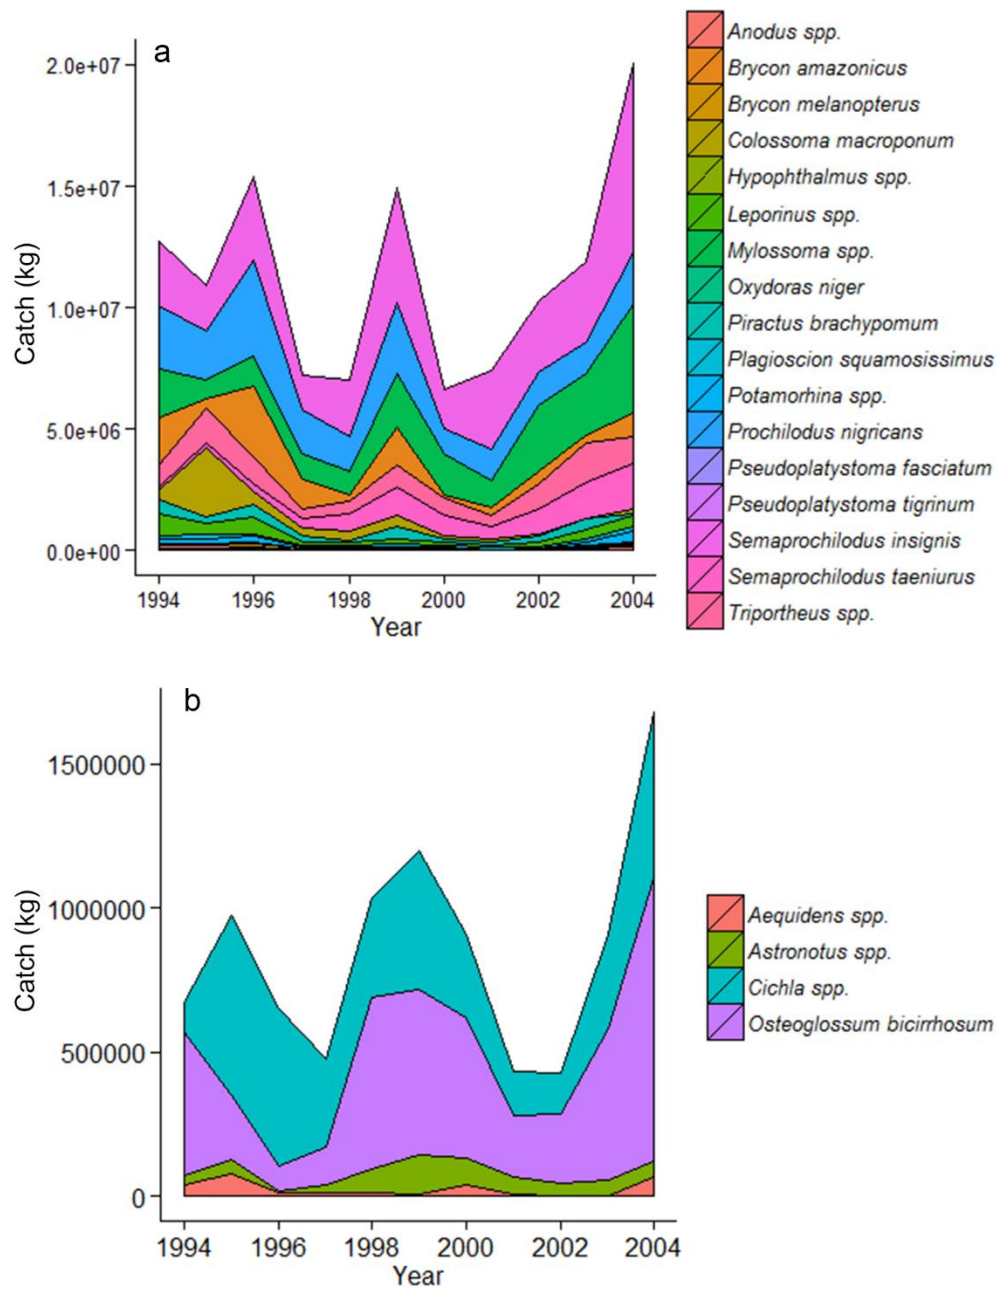 a
2.0e+07
1.5e+07
1.0e+07
5.0e+06
0.0e+00
Catch (kg)
1994 1996 1998 2000 2002 2004
Year
Anodus spp.
Brycon amazonicus
Brycon melanopterus
Colossoma macroponum
Hypophthalmus spp.
Leporinus spp.
Mylossoma spp.
Oxydoras niger
Piractus brachypomum
Plagioscion squamosissimus
Potamorhina spp.
Prochilodus nigricans
Pseudoplatystoma fasciatum
Pseudoplatystoma tigrinum
Semaprochilodus insignis
Semaprochilodus taeniurus
Triportheus spp.
b
1500000
1000000
500000
0
Catch (kg)
1994 1996 1998 2000 2002 2004
Year
Aequidens spp.
Astronotus spp.
Cichla spp.
Osteoglossum bicirrhosum